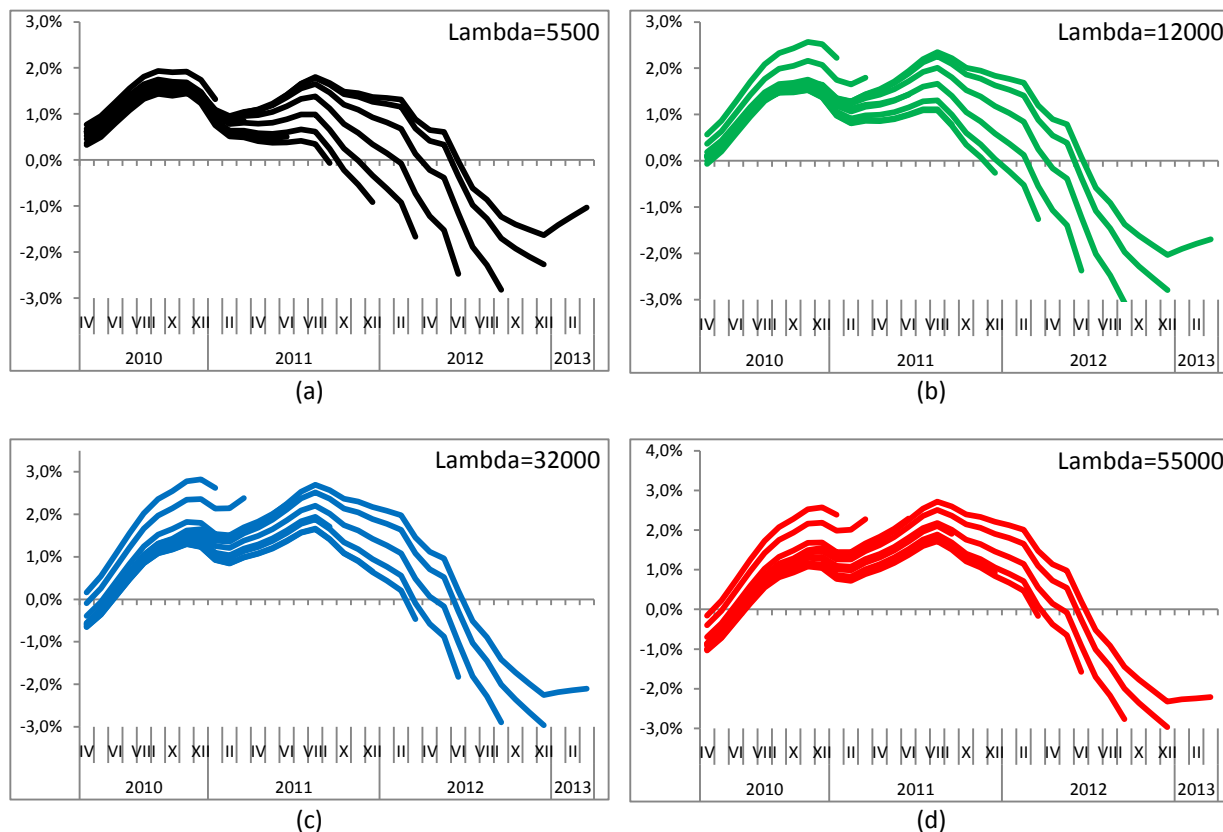 Lambda=5500
3,0%
2,0%
1,0%
0,0%
-1,0%
-2,0%
-3,0%
IV VI VIII X XII II IV VI VIII X XII II IV VI VIII X XII II
2010 2011 2012 2013
(a)
Lambda=12000
3,0%
2,0%
1,0%
0,0%
-1,0%
-2,0%
-3,0%
IV VI VIII X XII II IV VI VIII X XII II IV VI VIII X XII II
2010 2011 2012 2013
(b)
Lambda=32000
3,0%
2,0%
1,0%
0,0%
-1,0%
-2,0%
-3,0%
IV VI VIII X XII II IV VI VIII X XII II IV VI VIII X XII II
2010 2011 2012 2013
(c)
Lambda=55000
4,0%
3,0%
2,0%
1,0%
0,0%
-1,0%
-2,0%
-3,0%
IV VI VIII X XII II IV VI VIII X XII II IV VI VIII X XII II
2010 2011 2012 2013
(d)